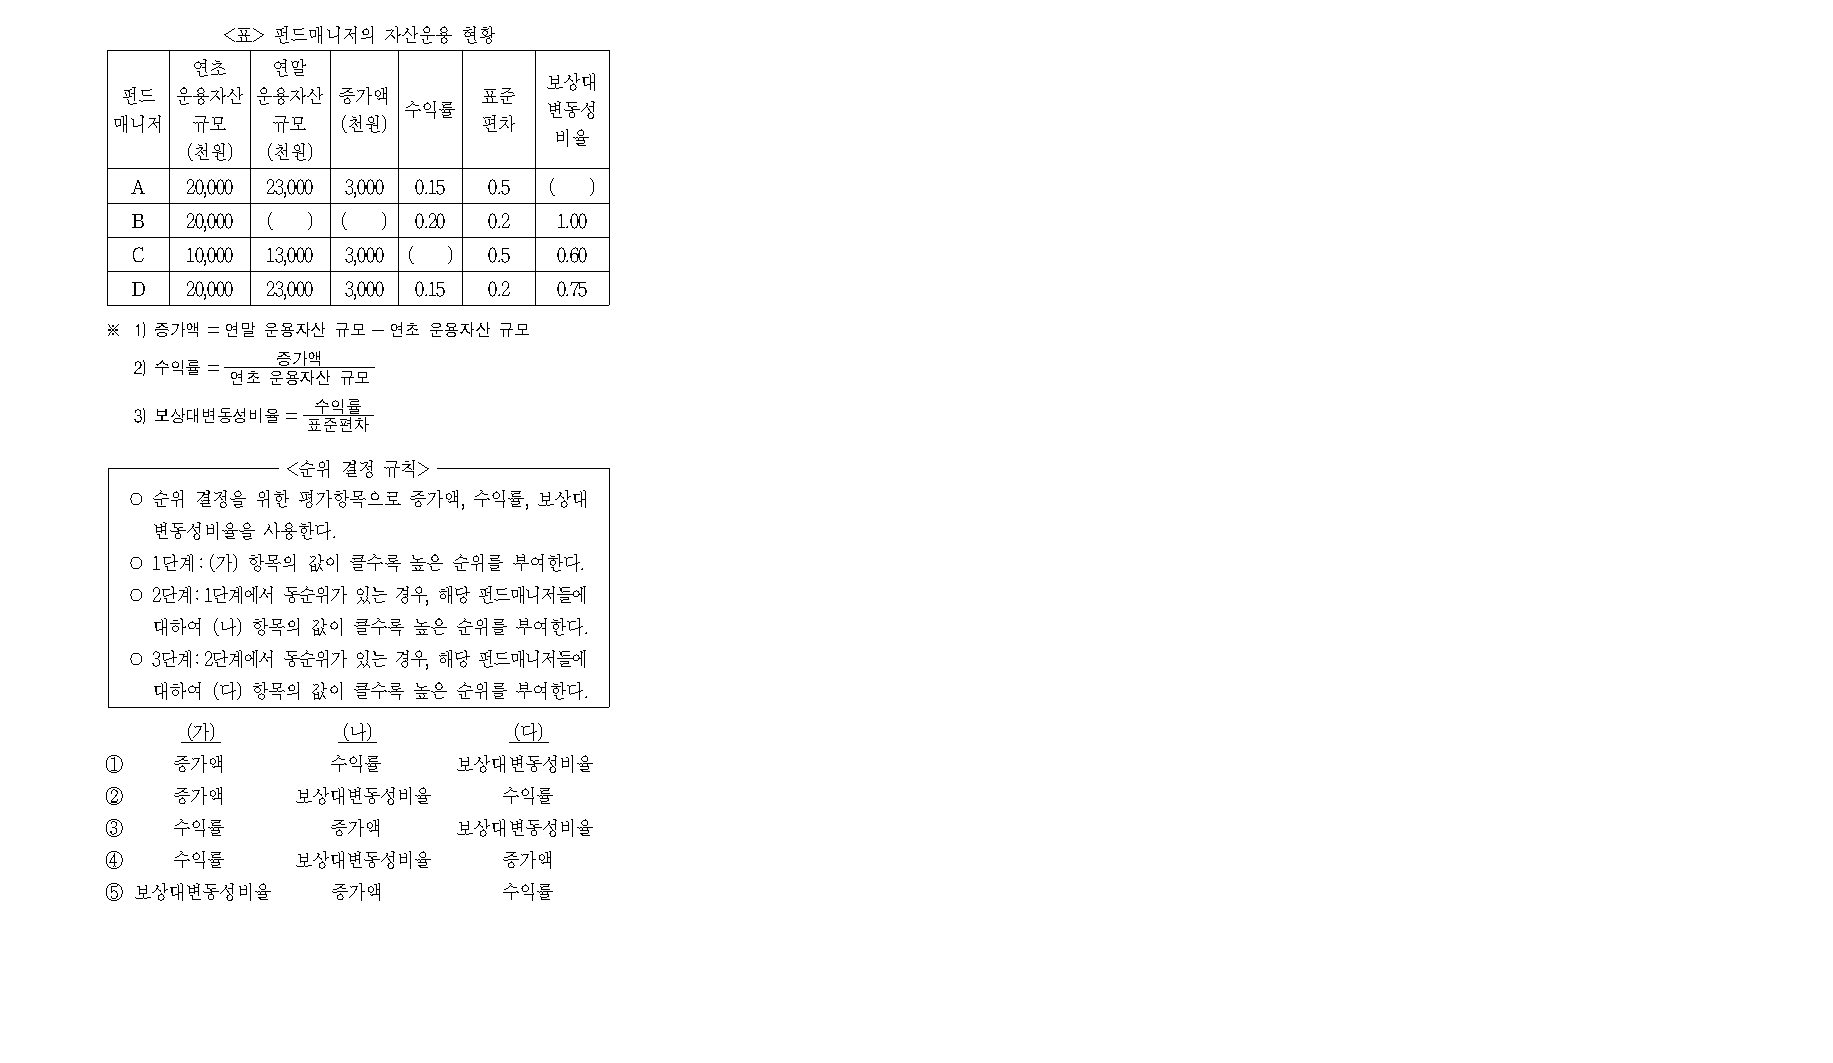 <표> 펀드매니저의 자산운용 현황
펀드 매니저 | 연초 운용자산 규모 (천원) | 연말 운용자산 규모 (천원) | 증가액 (천원) | 수익률 | 표준 편차 | 보상대 변동성 비율
A 20,000 23,000 3,000 0.15 0.5 (    )
B 20,000 (    ) (    ) 0.20 0.2 1.00
C 10,000 13,000 3,000 (    ) 0.5 0.60
D 20,000 23,000 3,000 0.15 0.2 0.75
※ 1) 증가액 = 연말 운용자산 규모 - 연초 운용자산 규모
2) 수익률 = 증가액 / 연초 운용자산 규모
3) 보상대변동성비율 = 수익률 / 표준편차
<순위 결정 규칙>
○ 순위 결정을 위한 평가항목으로 증가액, 수익률, 보상대
변동성비율을 사용한다.
○ 1단계: (가) 항목의 값이 클수록 높은 순위를 부여한다.
○ 2단계: 1단계에서 동순위가 있는 경우, 해당 펀드매니저들에
대하여 (나) 항목의 값이 클수록 높은 순위를 부여한다.
○ 3단계: 2단계에서 동순위가 있는 경우, 해당 펀드매니저들에
대하여 (다) 항목의 값이 클수록 높은 순위를 부여한다.
(가) (나) (다)
① 증가액 수익률 보상대변동성비율
② 증가액 보상대변동성비율 수익률
③ 수익률 증가액 보상대변동성비율
④ 수익률 보상대변동성비율 증가액
⑤ 보상대변동성비율 증가액 수익률